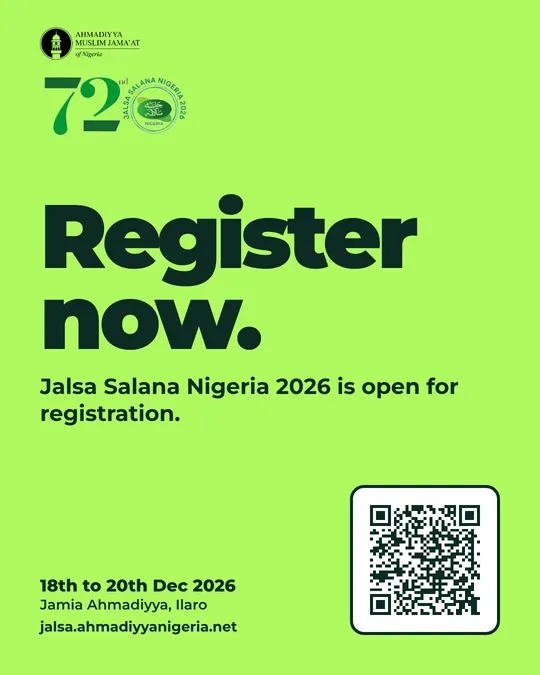 AHMADIYYA
MUSLIM JAMA'AT
of Nigeria
72nd
JALSA SALANA NIGERIA 2026
NIGERIA
Register
now.
Jalsa Salana Nigeria 2026 is open for
registration.
18th to 20th Dec 2026
Jamia Ahmadiyya, Ilaro
jalsa.ahmadiyyanigeria.net